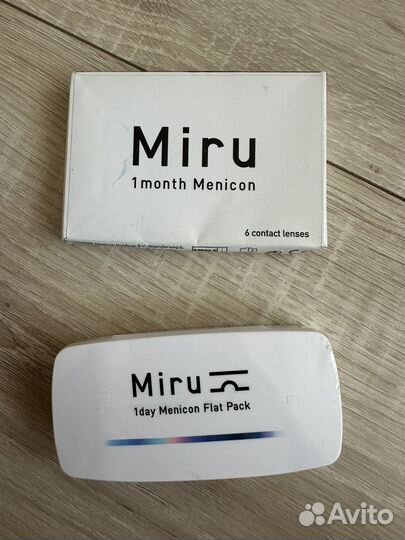 Miru
1month Menicon
6 contact lenses
Miru
1day Menicon Flat Pack
Avito